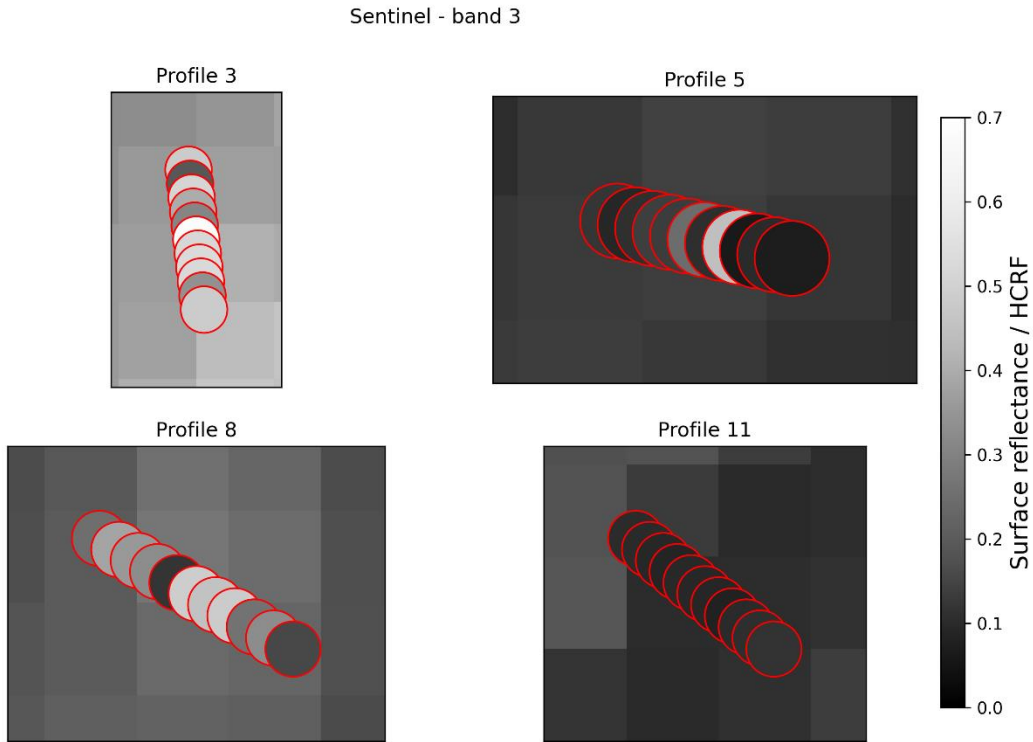 Sentinel - band 3
Profile 3
Profile 5
Profile 8
Profile 11
0.7
0.6
0.5
0.4
0.3
0.2
0.1
0.0
Surface reflectance / HCRF